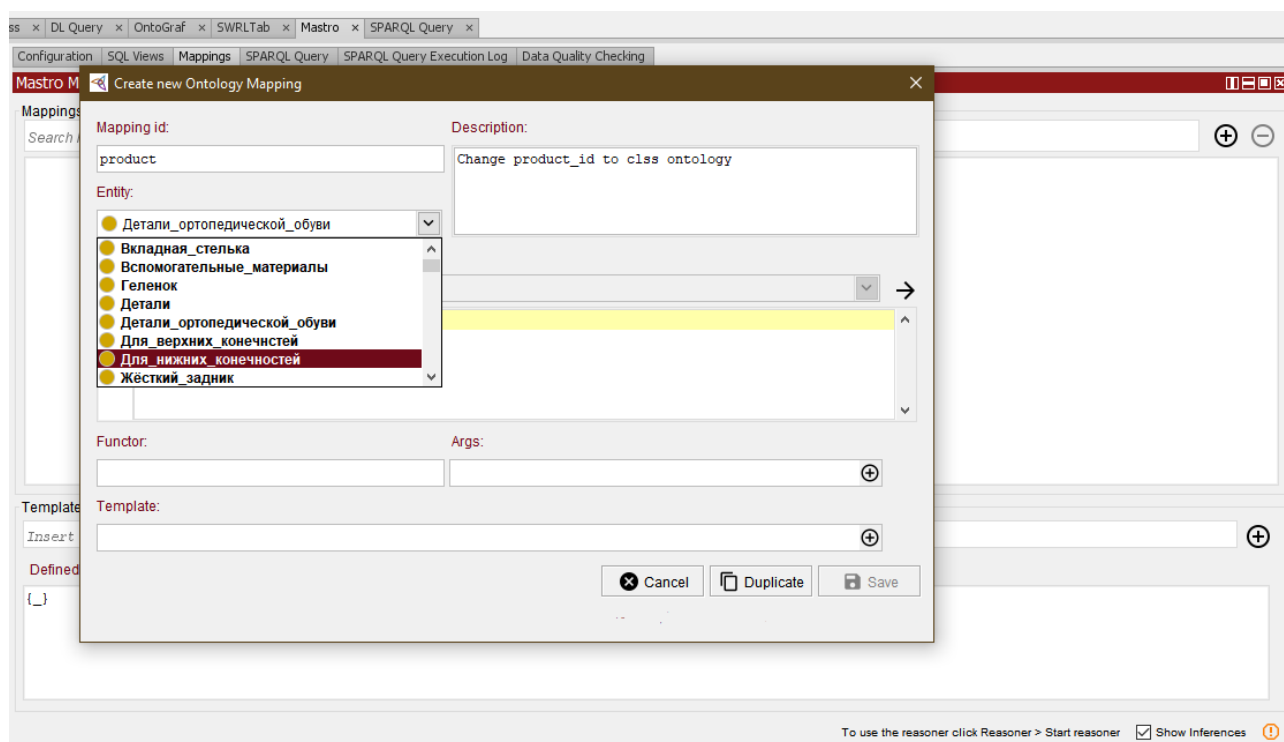 ss × DL Query × OntoGraf × SWRLTab × Mastro × SPARQL Query ×
Configuration SQL Views Mappings SPARQL Query SPARQL Query Execution Log Data Quality Checking
Mastro M
Create new Ontology Mapping
Mappings
Search
Mapping id:
Description:
product
Change product_id to clss ontology
Entity:
Детали_ортопедической_обуви
Вкладная_стелька
Вспомогательные_материалы
Геленок
Детали
Детали_ортопедической_обуви
Для_верхних_конечнстей
Для_нижних_конечностей
Жёсткий_задник
Functor:
Args:
Template
Template:
Insert
Defined
Cancel Duplicate Save
{_}
To use the reasoner click Reasoner > Start reasoner Show Inferences